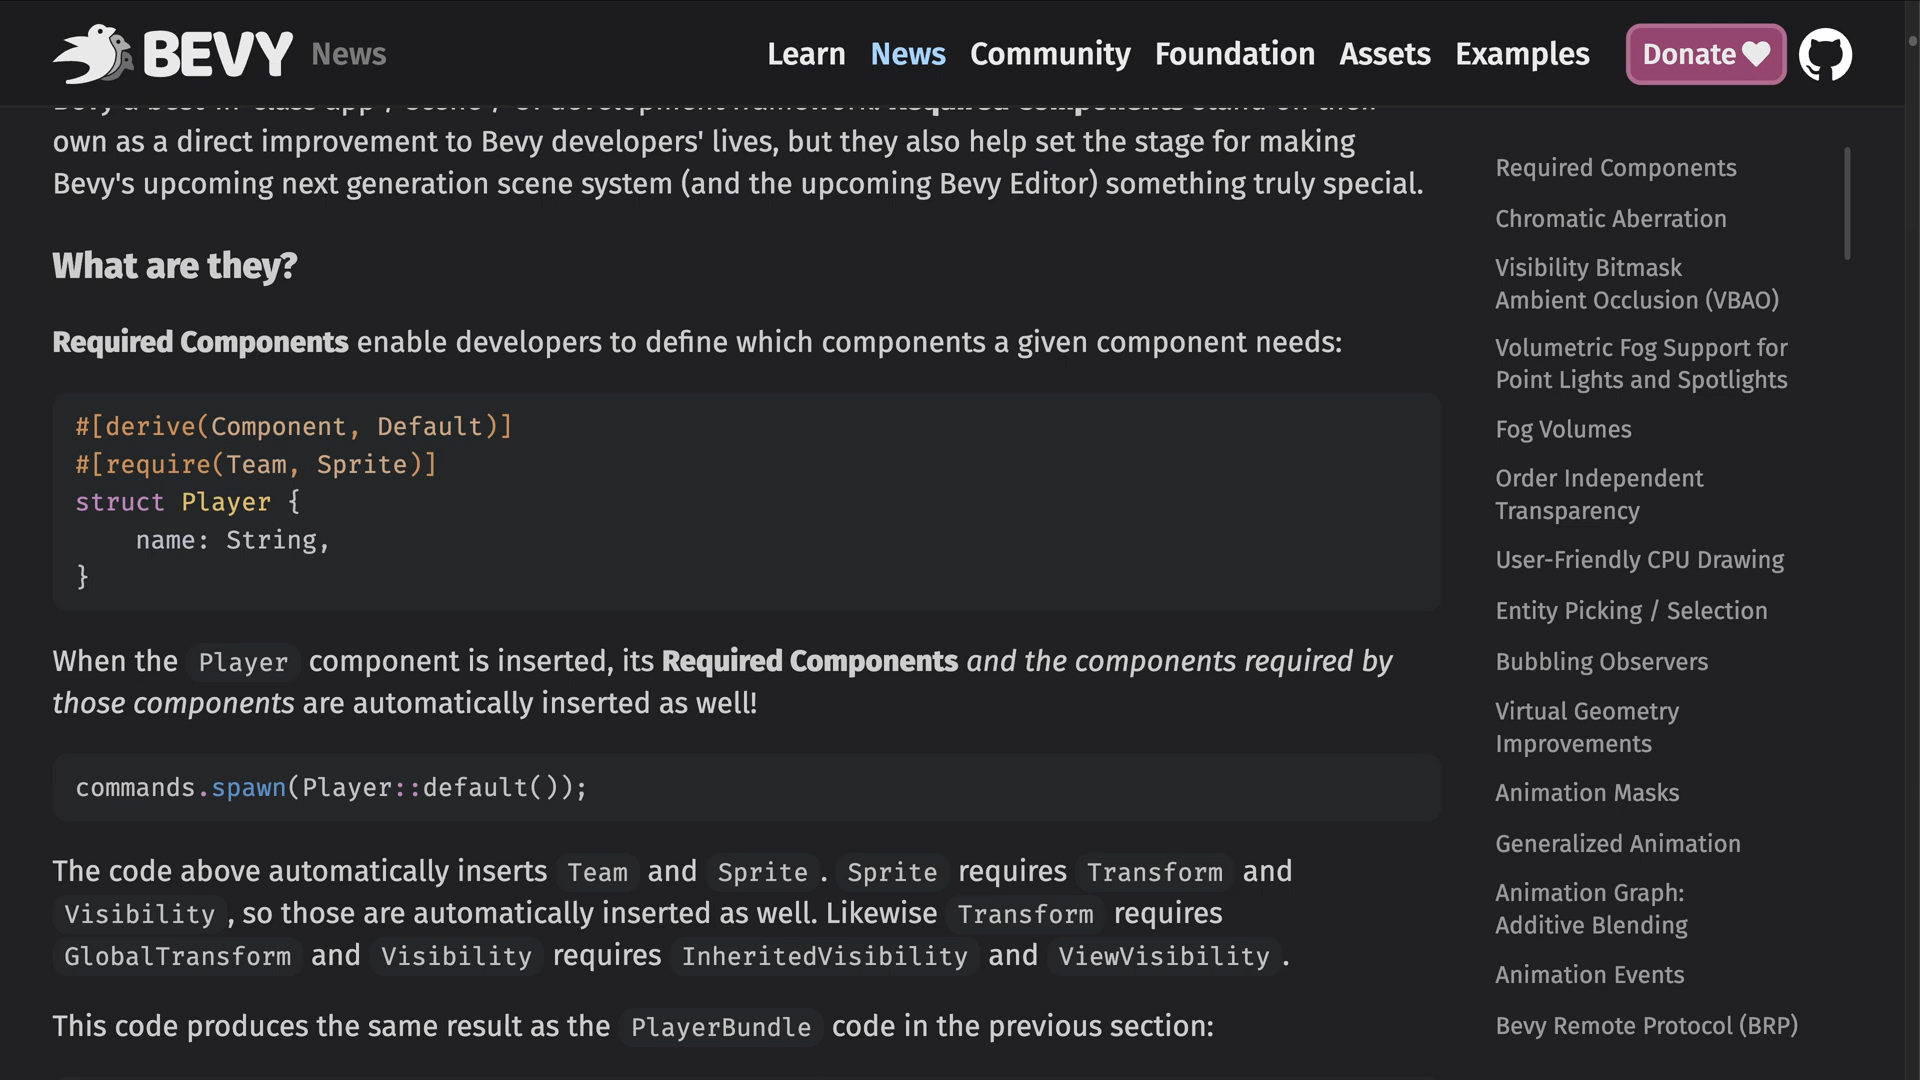 BEVY News
Learn News Community Foundation Assets Examples Donate
own as a direct improvement to Bevy developers' lives, but they also help set the stage for making
Bevy's upcoming next generation scene system (and the upcoming Bevy Editor) something truly special.
What are they?
Required Components enable developers to define which components a given component needs:
#[derive(Component, Default)]
#[require(Team, Sprite)]
struct Player {
    name: String,
}
When the Player component is inserted, its Required Components and the components required by
those components are automatically inserted as well!
commands.spawn(Player::default());
The code above automatically inserts Team and Sprite. Sprite requires Transform and
Visibility, so those are automatically inserted as well. Likewise Transform requires
GlobalTransform and Visibility requires InheritedVisibility and ViewVisibility.
This code produces the same result as the PlayerBundle code in the previous section:
Required Components
Chromatic Aberration
Visibility Bitmask
Ambient Occlusion (VBAO)
Volumetric Fog Support for
Point Lights and Spotlights
Fog Volumes
Order Independent
Transparency
User-Friendly CPU Drawing
Entity Picking / Selection
Bubbling Observers
Virtual Geometry
Improvements
Animation Masks
Generalized Animation
Animation Graph:
Additive Blending
Animation Events
Bevy Remote Protocol (BRP)